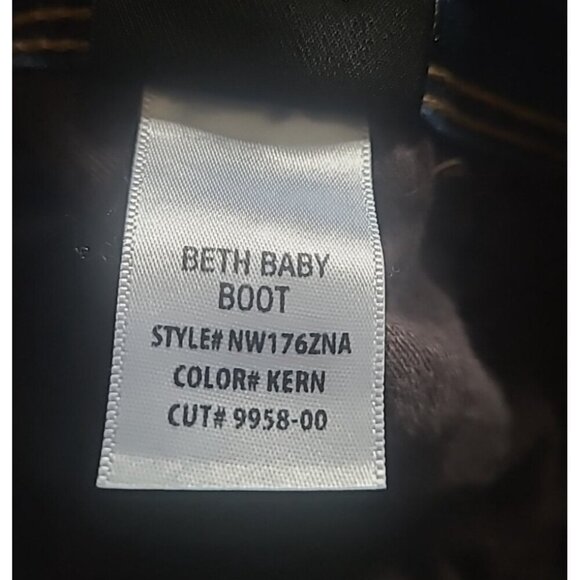 BETH BABY
BOOT
STYLE# NW176ZNA
COLOR# KERN
CUT# 9958-00